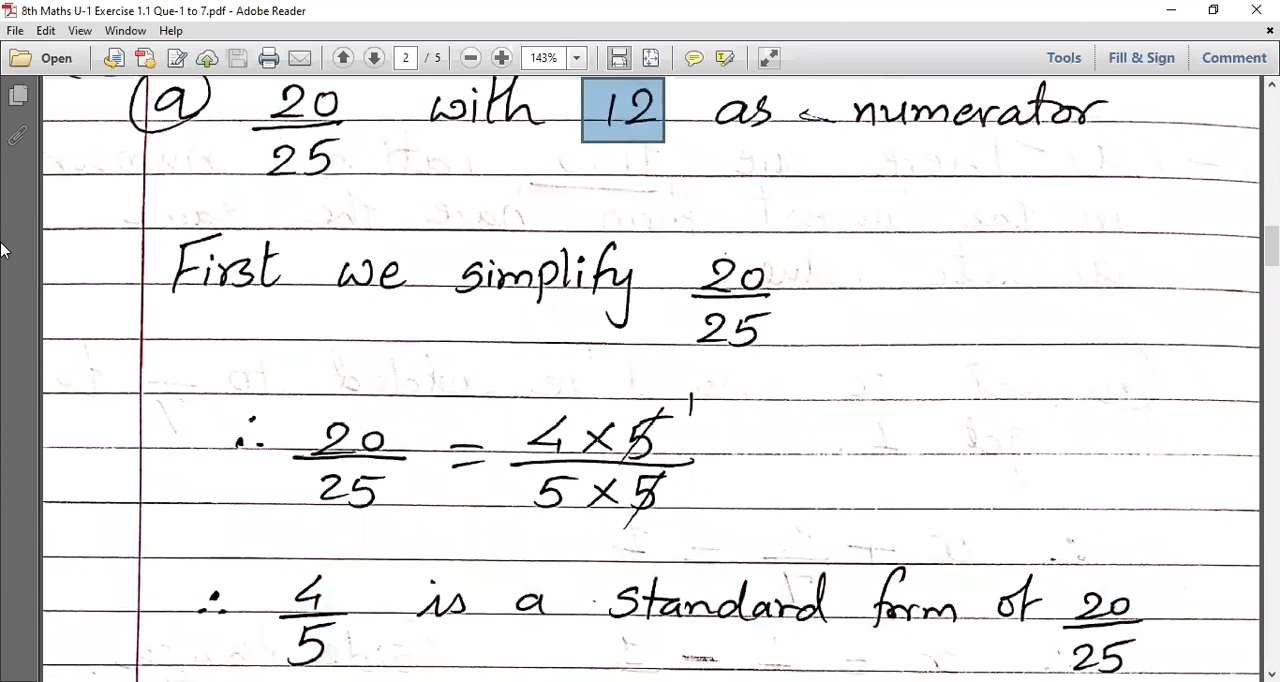 8th Maths U-1 Exercise 1.1 Que-1 to 7.pdf - Adobe Reader
File Edit View Window Help
Open 2 / 5 143% Tools Fill & Sign Comment
(a) 20/25 with 12 as numerator
First we simplify 20/25
∴ 20/25 = 4 × 5 1/5 × 5
∴ 4/5 is a standard form of 20/25